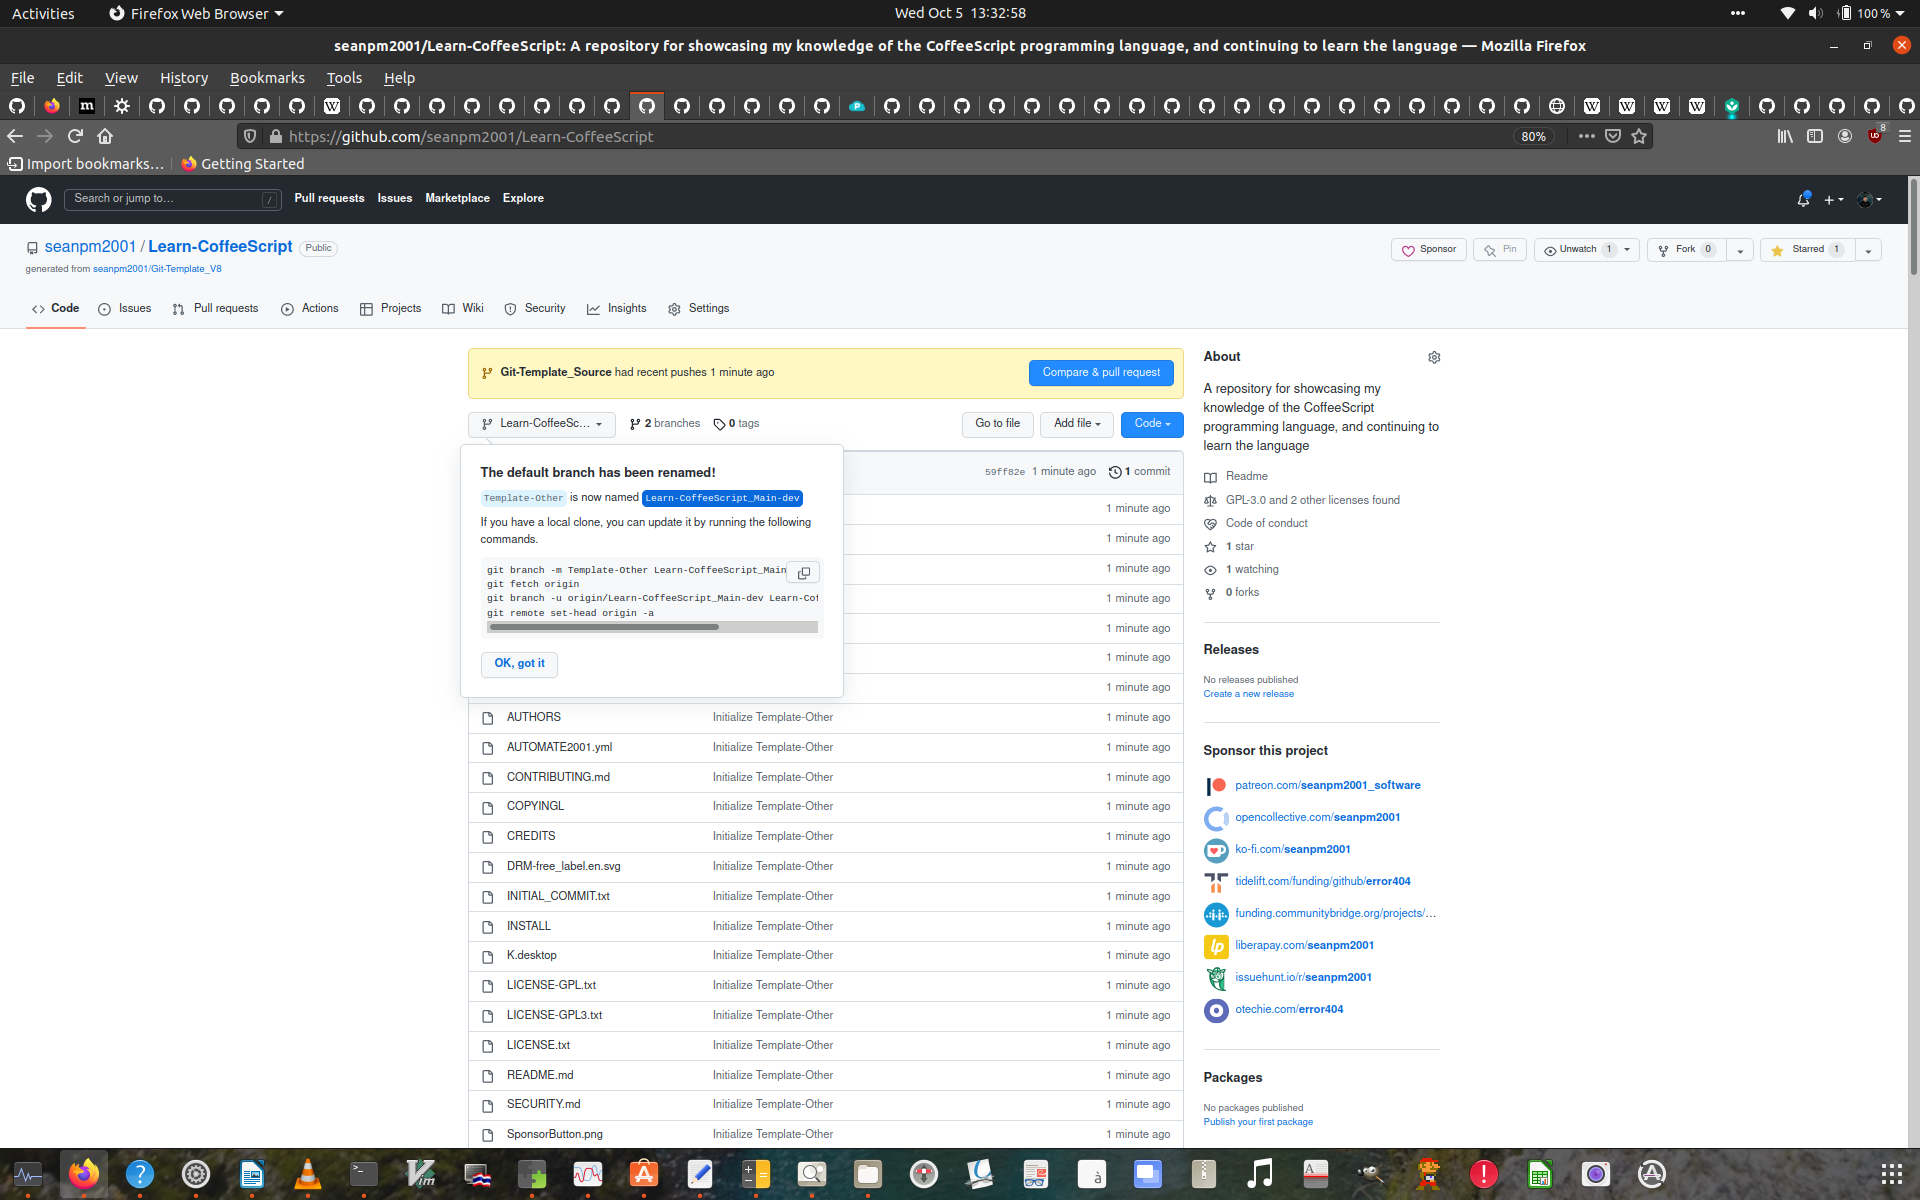 Activities
Firefox Web Browser
Wed Oct 5 13:32:58
100 %
seanpm2001/Learn-CoffeeScript: A repository for showcasing my knowledge of the CoffeeScript programming language, and continuing to learn the language — Mozilla Firefox
File Edit View History Bookmarks Tools Help
https://github.com/seanpm2001/Learn-CoffeeScript
80%
8
Import bookmarks…
Getting Started
Search or jump to…
/
Pull requests Issues Marketplace Explore
seanpm2001 / Learn-CoffeeScript Public
generated from seanpm2001/Git-Template_V8
Sponsor
Pin
Unwatch 1
Fork 0
Starred 1
Code
Issues
Pull requests
Actions
Projects
Wiki
Security
Insights
Settings
Git-Template_Source had recent pushes 1 minute ago
Compare & pull request
Learn-CoffeeSc...
2 branches
0 tags
Go to file
Add file
Code
59ff82e 1 minute ago 1 commit
The default branch has been renamed!
Template-Other is now named Learn-CoffeeScript_Main-dev
If you have a local clone, you can update it by running the following
commands.
git branch -m Template-Other Learn-CoffeeScript_Main
git fetch origin
git branch -u origin/Learn-CoffeeScript_Main-dev Learn-Cof
git remote set-head origin -a
OK, got it
1 minute ago
1 minute ago
1 minute ago
1 minute ago
1 minute ago
1 minute ago
1 minute ago
AUTHORS Initialize Template-Other 1 minute ago
AUTOMATE2001.yml Initialize Template-Other 1 minute ago
CONTRIBUTING.md Initialize Template-Other 1 minute ago
COPYINGL Initialize Template-Other 1 minute ago
CREDITS Initialize Template-Other 1 minute ago
DRM-free_label.en.svg Initialize Template-Other 1 minute ago
INITIAL_COMMIT.txt Initialize Template-Other 1 minute ago
INSTALL Initialize Template-Other 1 minute ago
K.desktop Initialize Template-Other 1 minute ago
LICENSE-GPL.txt Initialize Template-Other 1 minute ago
LICENSE-GPL3.txt Initialize Template-Other 1 minute ago
LICENSE.txt Initialize Template-Other 1 minute ago
README.md Initialize Template-Other 1 minute ago
SECURITY.md Initialize Template-Other 1 minute ago
SponsorButton.png Initialize Template-Other 1 minute ago
About
A repository for showcasing my
knowledge of the CoffeeScript
programming language, and continuing to
learn the language
Readme
GPL-3.0 and 2 other licenses found
Code of conduct
1 star
1 watching
0 forks
Releases
No releases published
Create a new release
Sponsor this project
patreon.com/seanpm2001_software
opencollective.com/seanpm2001
ko-fi.com/seanpm2001
tidelift.com/funding/github/error404
funding.communitybridge.org/projects/…
liberapay.com/seanpm2001
issuehunt.io/r/seanpm2001
otechie.com/error404
Packages
No packages published
Publish your first package